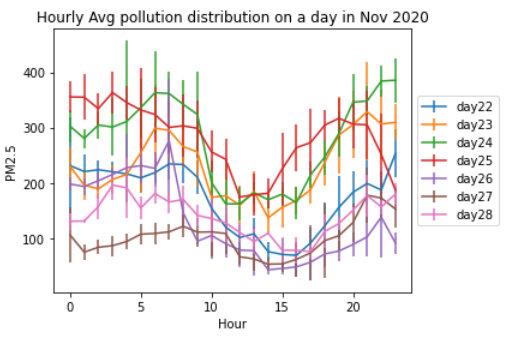 Hourly Avg pollution distribution on a day in Nov 2020
400
300
200
100
PM2.5
0
5
10
15
20
Hour
day22
day23
day24
day25
day26
day27
day28